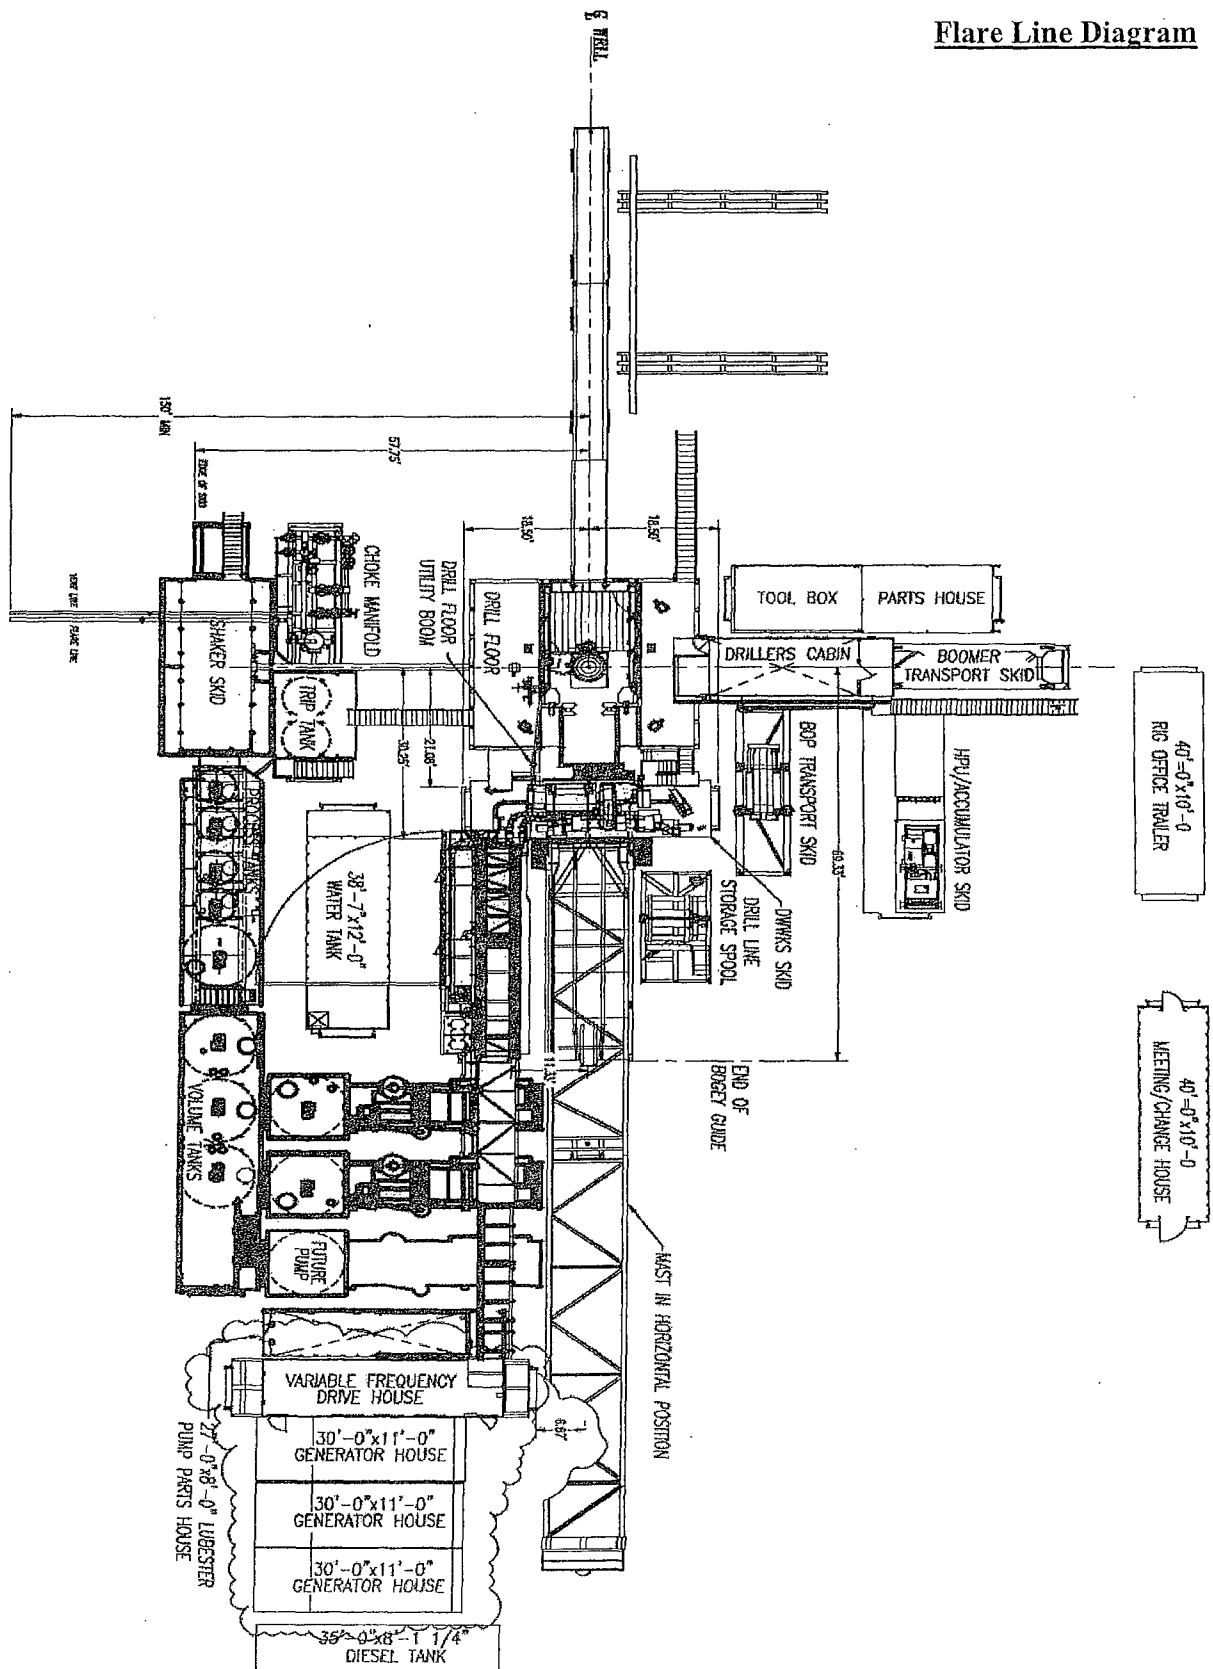 Flare Line Diagram
℄ WELL
150' MIN
57.75'
EDGE OF SKID
18.50'
18.50'
CHOKE MANIFOLD
DRILL FLOOR
UTILITY BOOM
DRILL FLOOR
TOOL BOX
PARTS HOUSE
DRILLERS CABIN
BOOMER
TRANSPORT SKID
VENT LINE / FLARE LINE
SHAKER SKID
TRIP TANK
30.25'
21.08'
BOP TRANSPORT SKID
HPU/ACCUMULATOR SKID
40'=0"x10'-0
RIG OFFICE TRAILER
PROCESS TANKS
38'-7"x12'-0"
WATER TANK
DWWKS SKID
DRILL LINE
STORAGE SPOOL
69.33'
11.33'
END OF
BOGEY GUIDE
40'=0"x10'-0
MEETING/CHANGE HOUSE
VOLUME TANKS
FUTURE
PUMP
MAST IN HORIZONTAL POSITION
VARIABLE FREQUENCY
DRIVE HOUSE
6.67'
27'-0"x8'-0" LUBESTER
PUMP PARTS HOUSE
30'-0"x11'-0"
GENERATOR HOUSE
30'-0"x11'-0"
GENERATOR HOUSE
30'-0"x11'-0"
GENERATOR HOUSE
35'-0"x8'-1 1/4"
DIESEL TANK